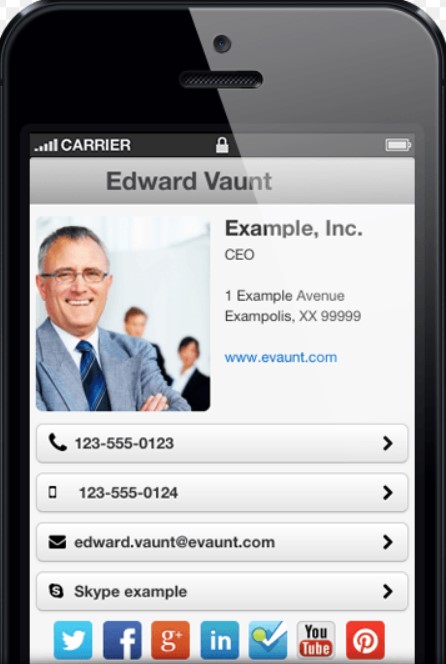 CARRIER
Edward Vaunt
Example, Inc.
CEO
1 Example Avenue
Exampolis, XX 99999
www.evaunt.com
123-555-0123
123-555-0124
edward.vaunt@evaunt.com
Skype example
f g+ in You Tube